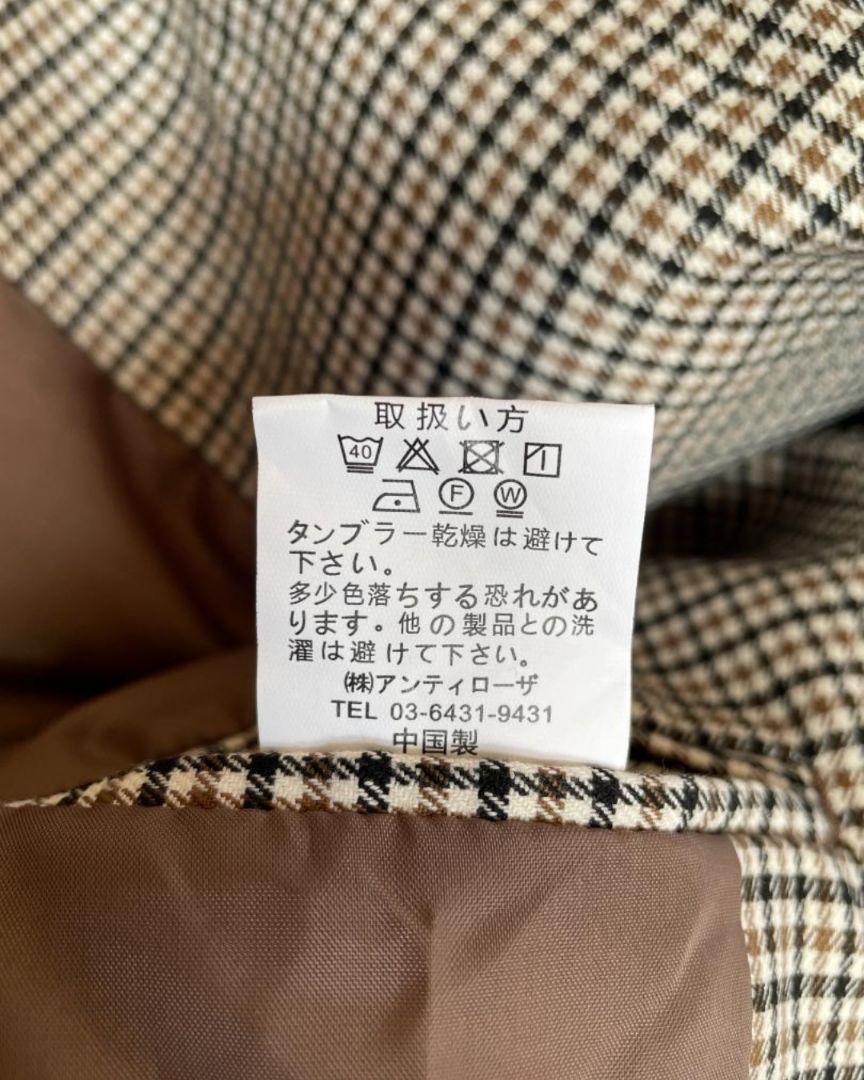 取扱い方
40
F W
タンブラー乾燥は避けて
下さい。
多少色落ちする恐れがあ
ります。他の製品との洗
濯は避けて下さい。
㈱アンティローザ
TEL 03-6431-9431
中国製